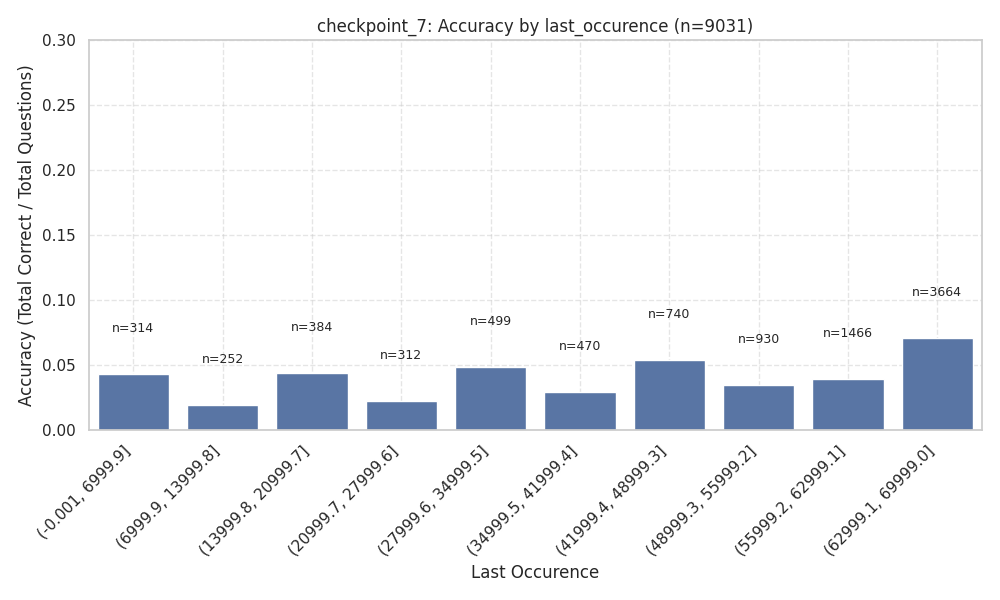 checkpoint_7: Accuracy by last_occurence (n=9031)
Accuracy (Total Correct / Total Questions)
0.30
0.25
0.20
0.15
0.10
0.05
0.00
n=314
n=252
n=384
n=312
n=499
n=470
n=740
n=930
n=1466
n=3664
(-0.001, 6999.9]
(6999.9, 13999.8]
(13999.8, 20999.7]
(20999.7, 27999.6]
(27999.6, 34999.5]
(34999.5, 41999.4]
(41999.4, 48999.3]
(48999.3, 55999.2]
(55999.2, 62999.1]
(62999.1, 69999.0]
Last Occurence